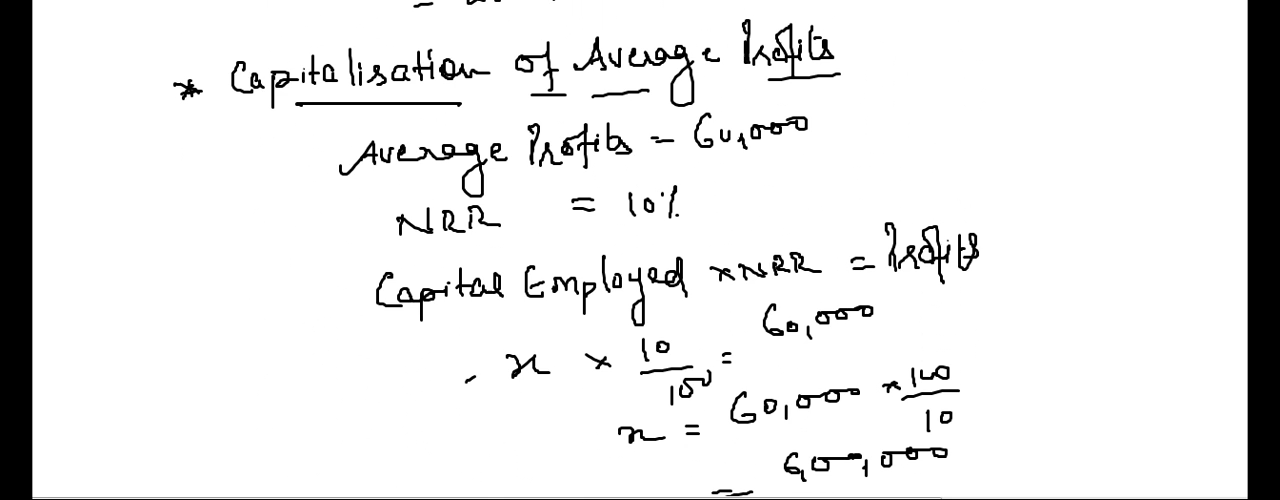 * Capitalisation of Average Profits
Average Profits = 60,000
NRR = 10%
Capital Employed × NRR = Profits
x × 10/100 = 60,000
x = 60,000 × 100/10
= 6,00,000